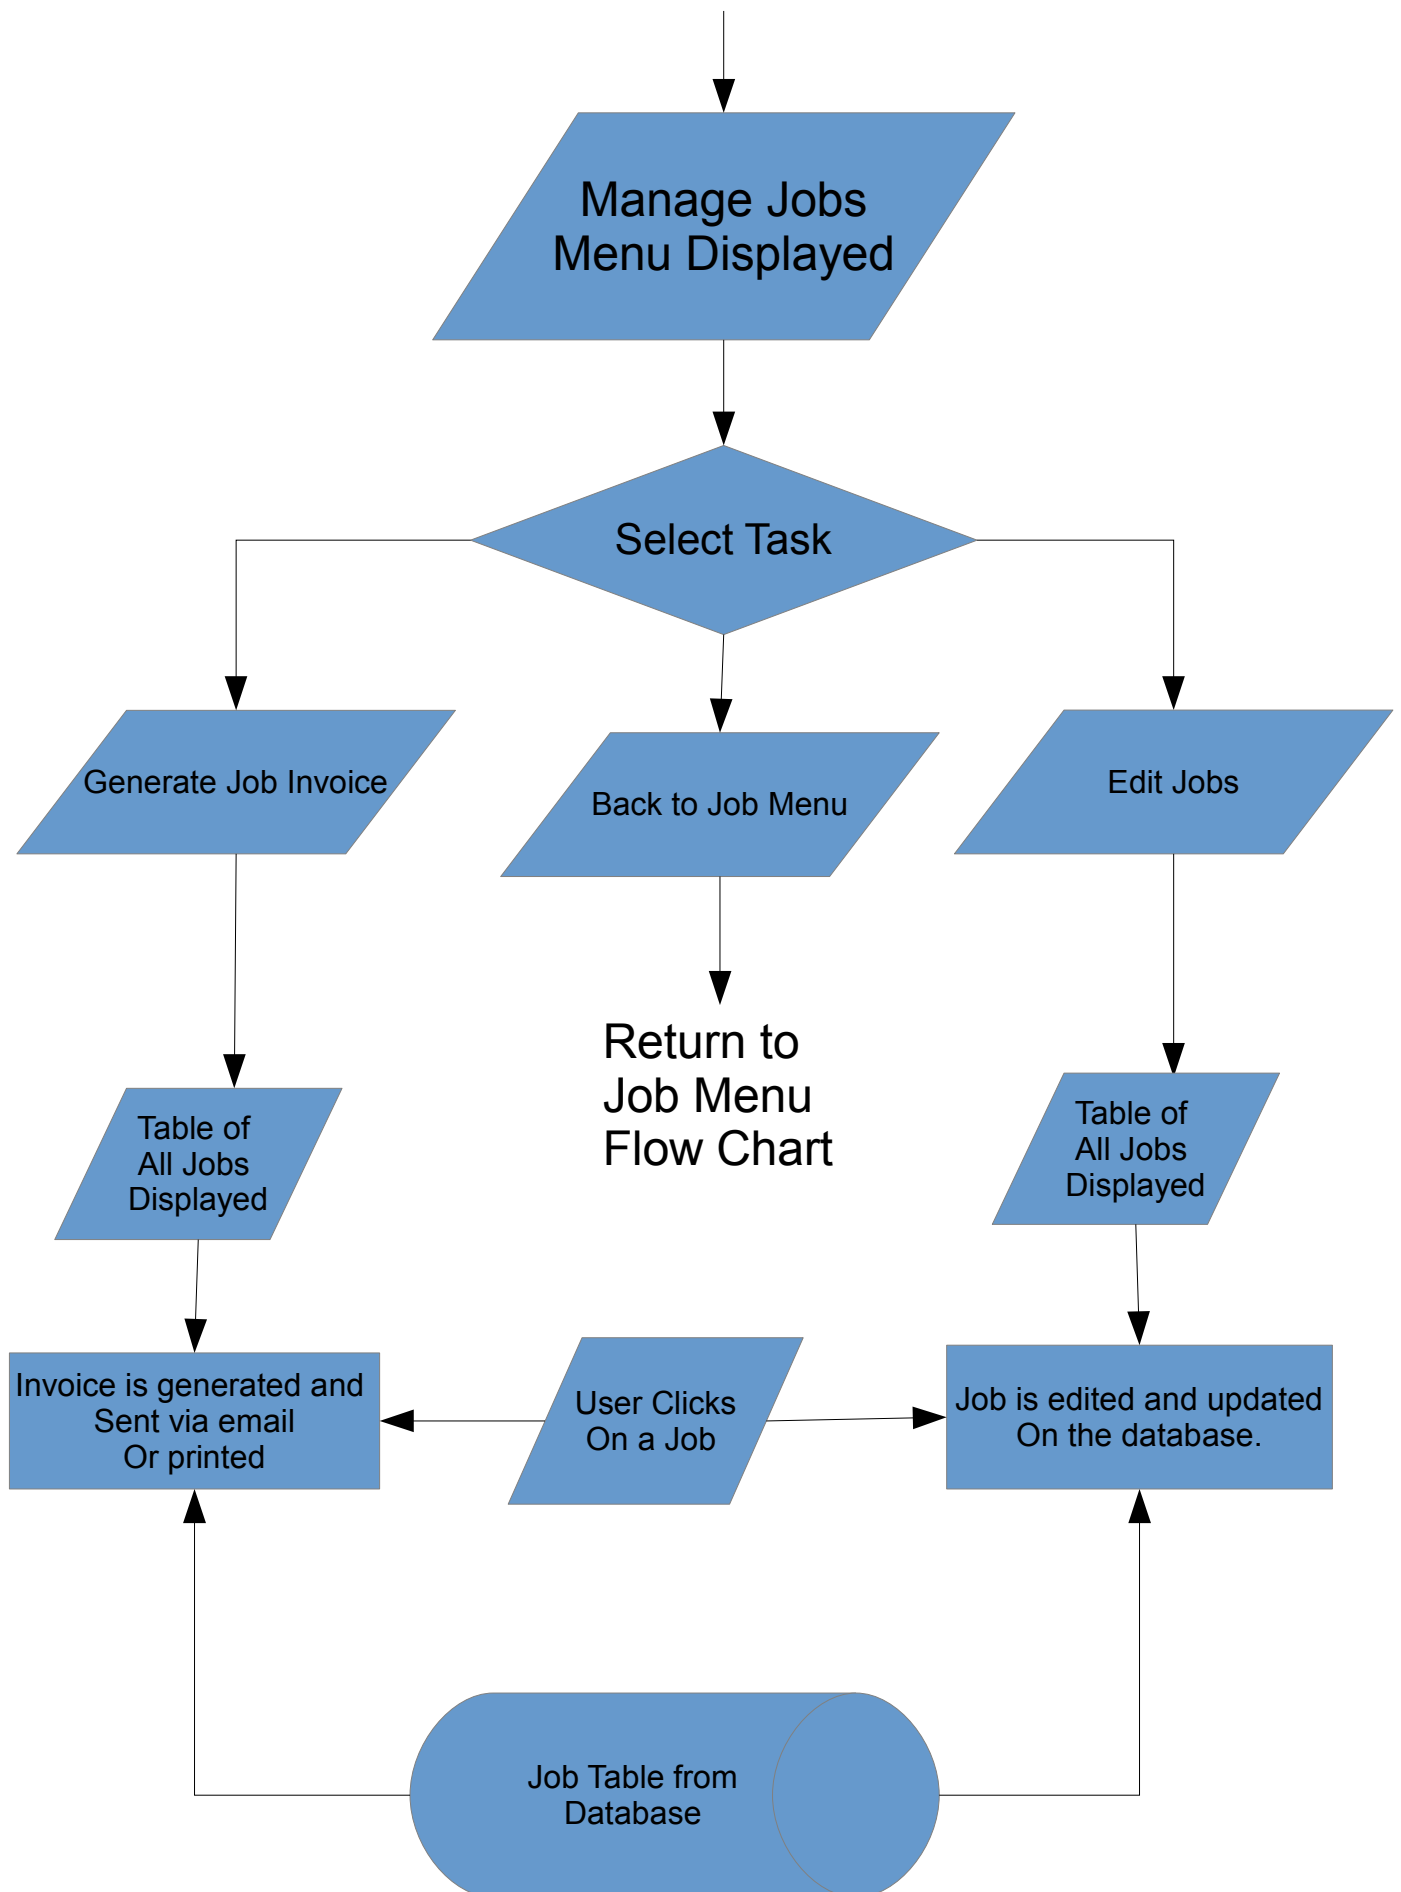 Manage Jobs
Menu Displayed
Select Task
Generate Job Invoice
Back to Job Menu
Edit Jobs
Return to
Job Menu
Flow Chart
Table of
All Jobs
Displayed
Table of
All Jobs
Displayed
Invoice is generated and
Sent via email
Or printed
User Clicks
On a Job
Job is edited and updated
On the database.
Job Table from
Database